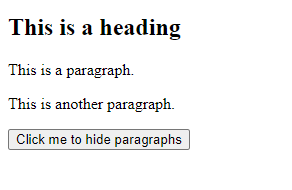 This is a heading
This is a paragraph.
This is another paragraph.
Click me to hide paragraphs